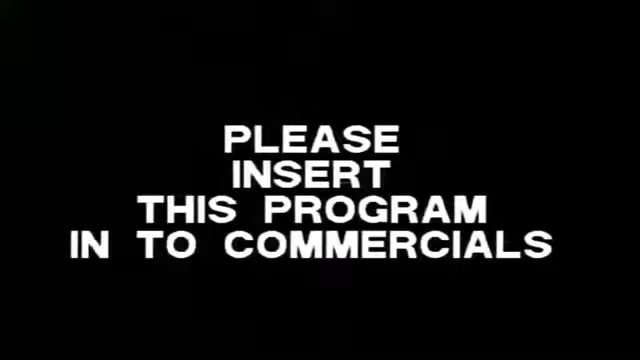 PLEASE
INSERT
THIS PROGRAM
IN TO COMMERCIALS